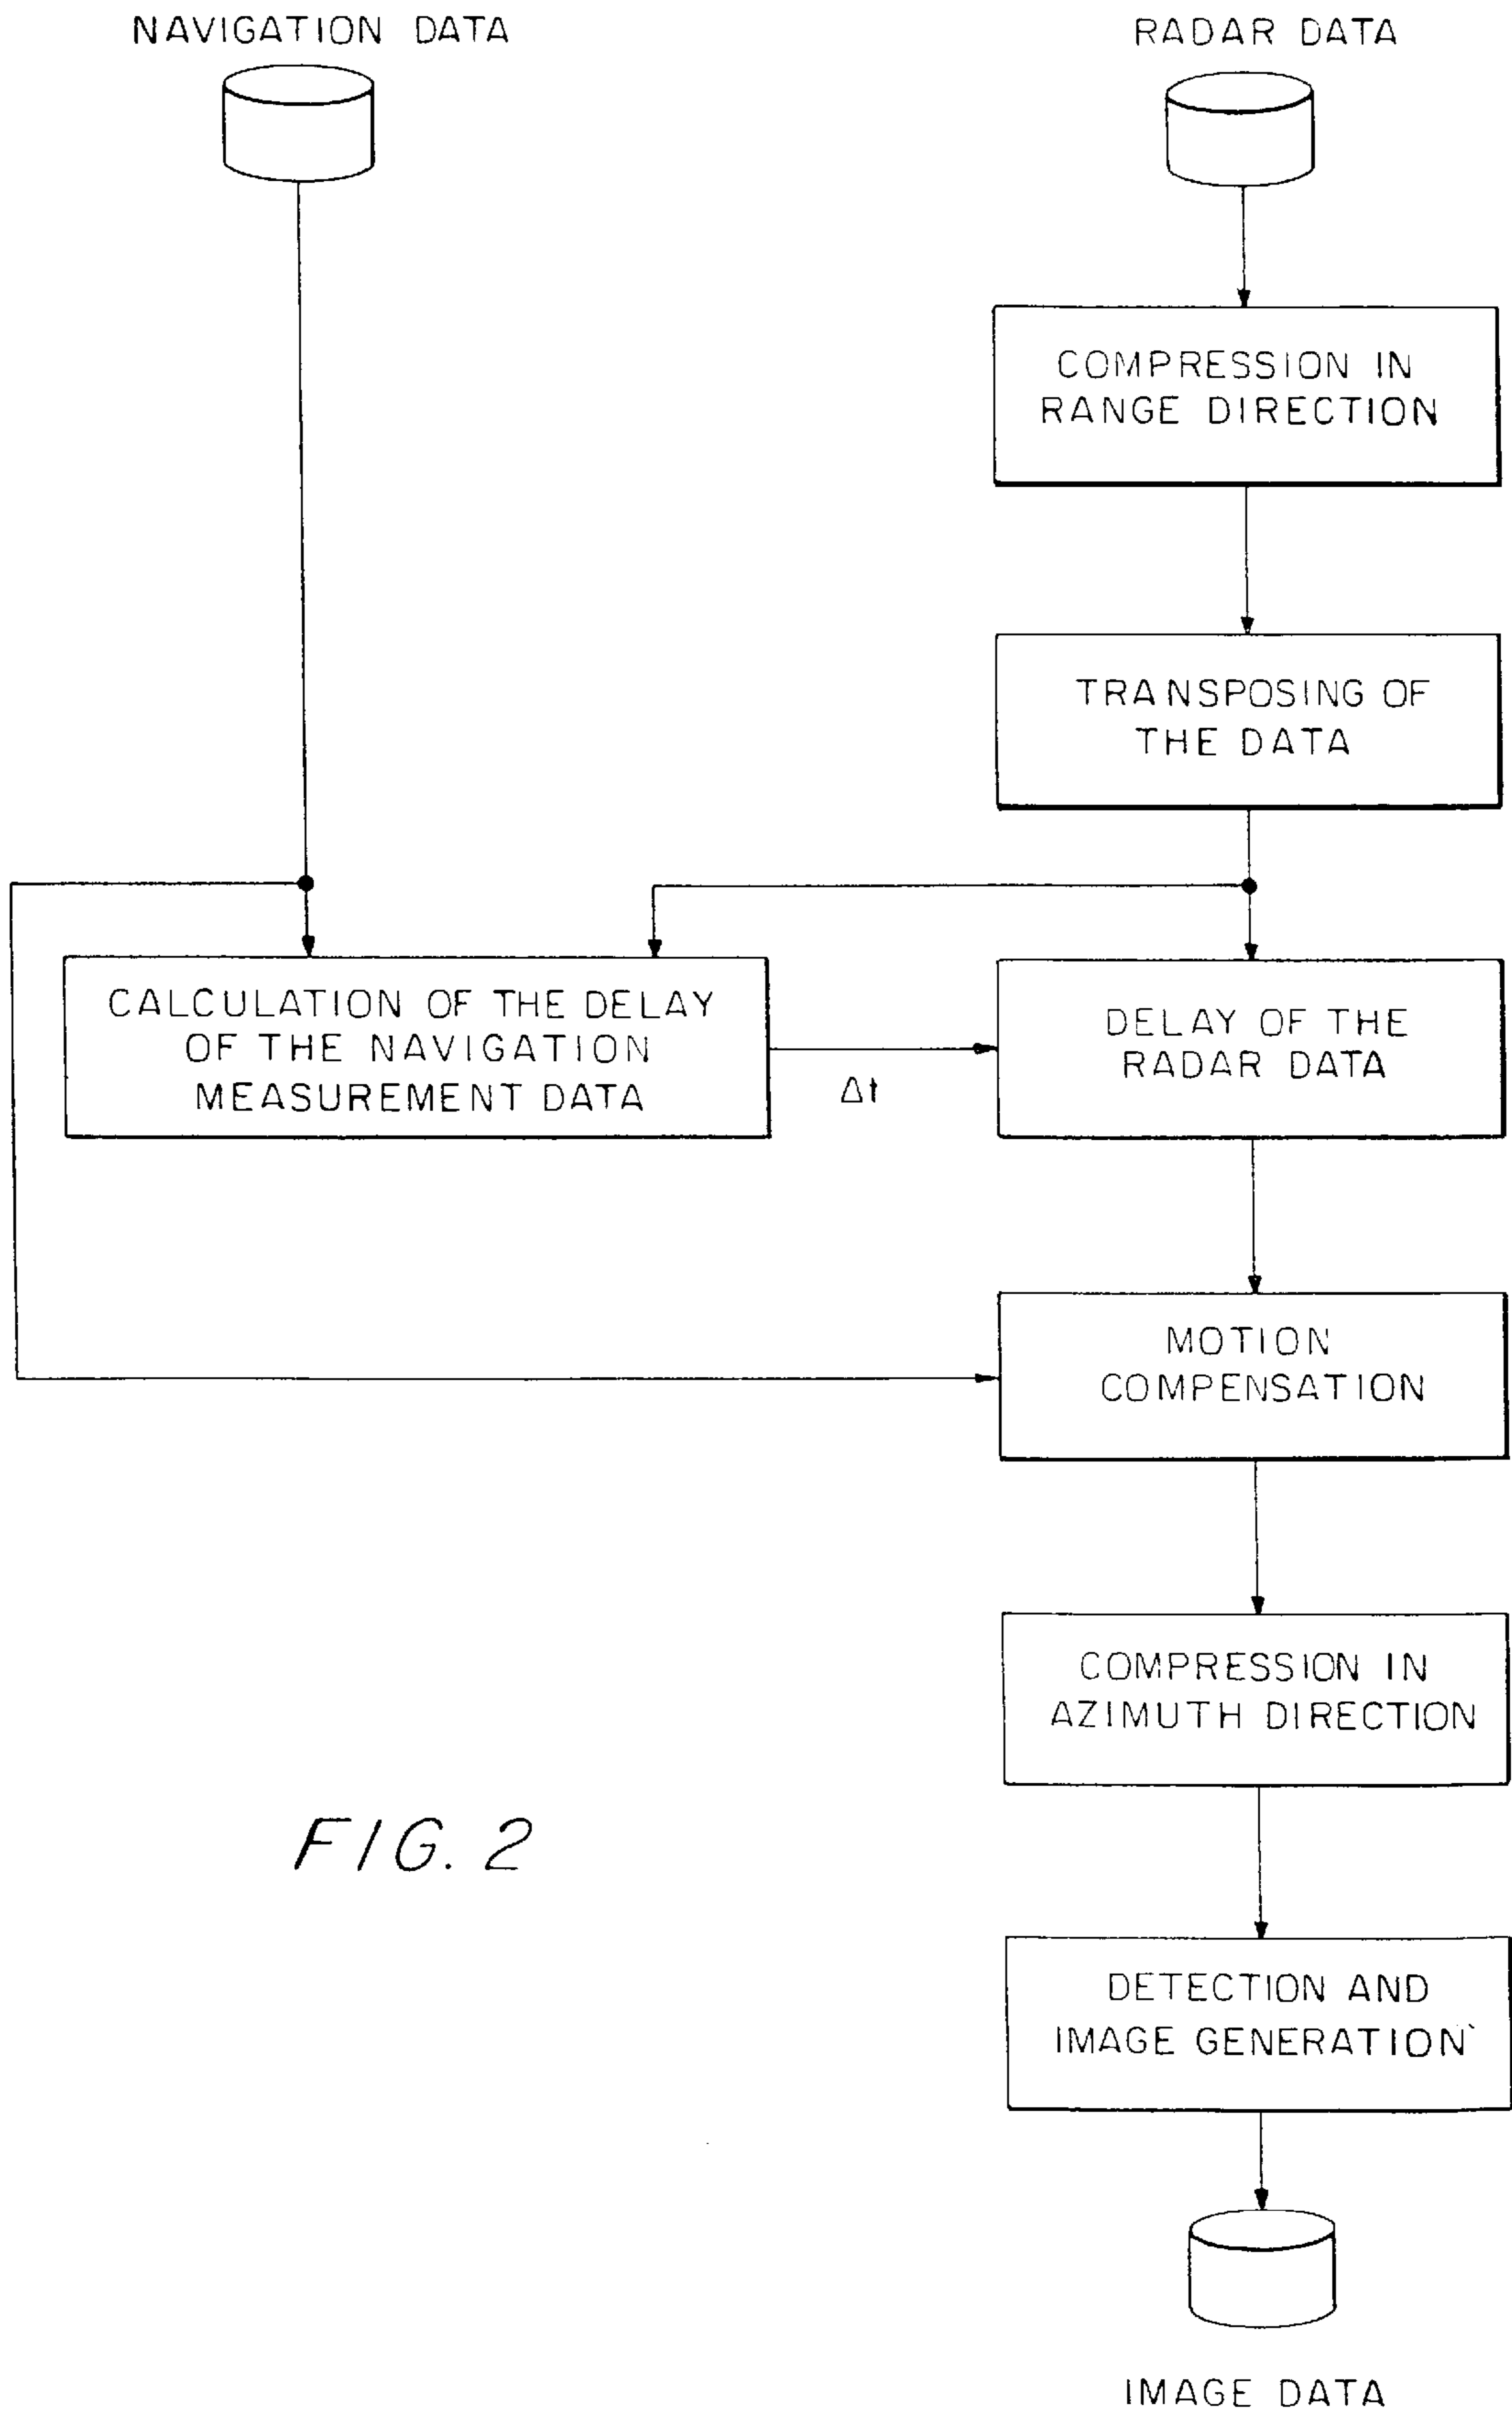 NAVIGATION DATA
RADAR DATA
COMPRESSION IN
RANGE DIRECTION
TRANSPOSING OF
THE DATA
CALCULATION OF THE DELAY
OF THE NAVIGATION
MEASUREMENT DATA
Δt
DELAY OF THE
RADAR DATA
MOTION
COMPENSATION
COMPRESSION IN
AZIMUTH DIRECTION
FIG. 2
DETECTION AND
IMAGE GENERATION
IMAGE DATA